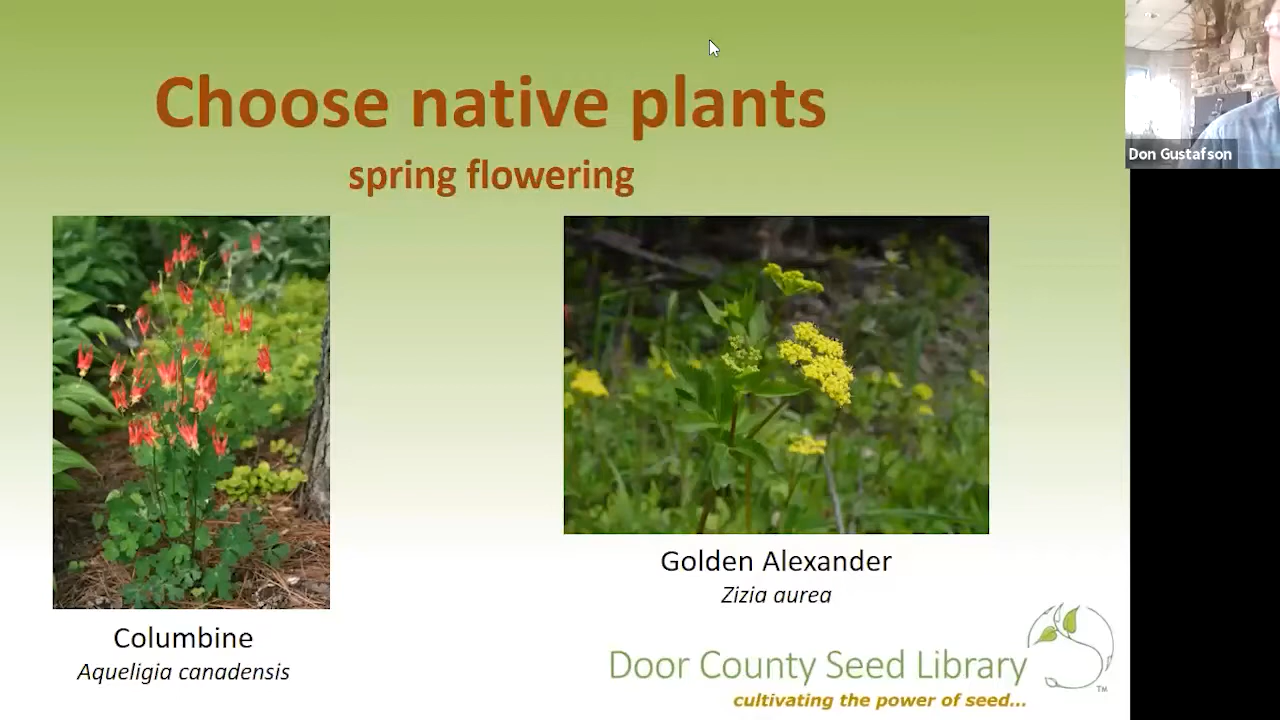 Choose native plants
spring flowering
Don Gustafson
Columbine
Aqueligia canadensis
Golden Alexander
Zizia aurea
Door County Seed Library
TM
cultivating the power of seed...